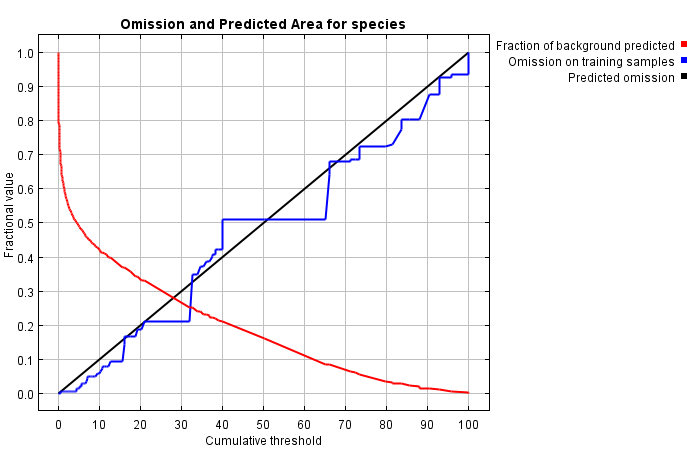 Omission and Predicted Area for species
Fraction of background predicted
Omission on training samples
Predicted omission
Fractional value
1.0
0.9
0.8
0.7
0.6
0.5
0.4
0.3
0.2
0.1
0.0
0 10 20 30 40 50 60 70 80 90 100
Cumulative threshold